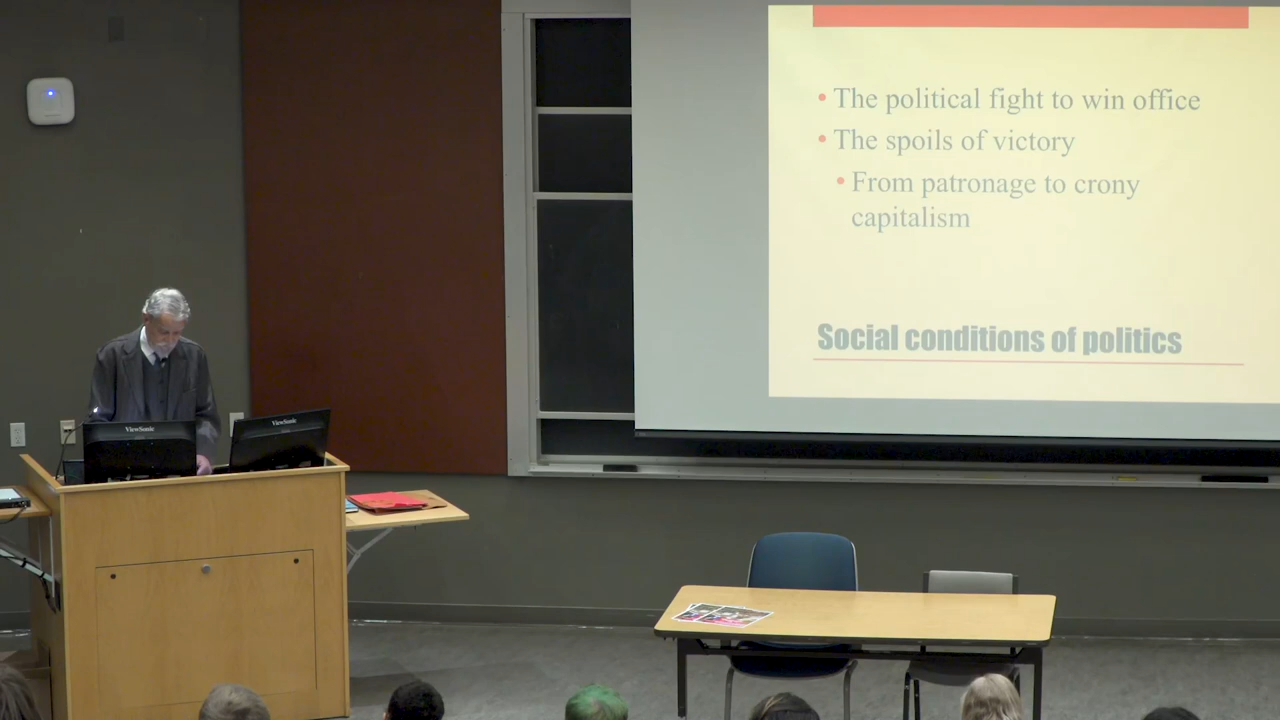 • The political fight to win office
• The spoils of victory
• From patronage to crony
capitalism
Social conditions of politics
ViewSonic
ViewSonic